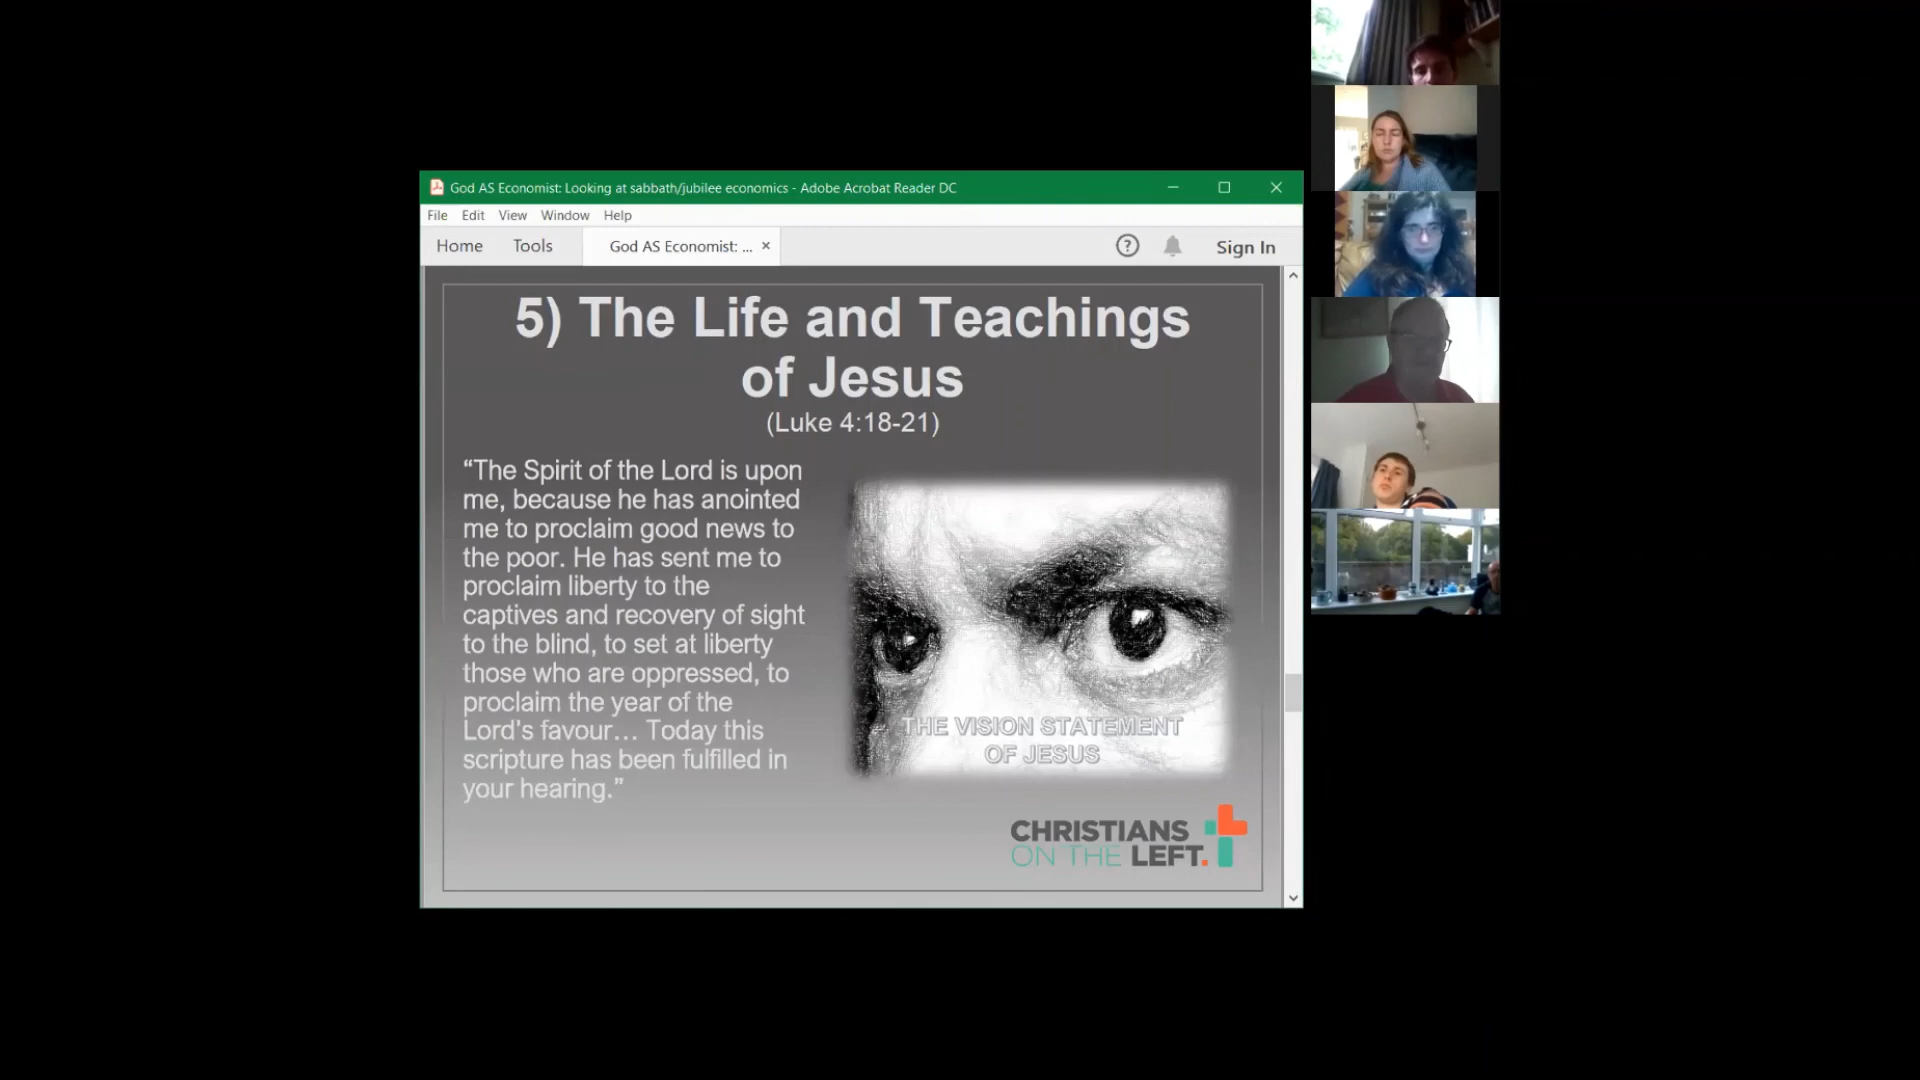 God AS Economist: Looking at sabbath/jubilee economics - Adobe Acrobat Reader DC
File Edit View Window Help
Home Tools God AS Economist: ... × ? Sign In
5) The Life and Teachings
of Jesus
(Luke 4:18-21)
“The Spirit of the Lord is upon
me, because he has anointed
me to proclaim good news to
the poor. He has sent me to
proclaim liberty to the
captives and recovery of sight
to the blind, to set at liberty
those who are oppressed, to
proclaim the year of the
Lord’s favour… Today this
scripture has been fulfilled in
your hearing.”
THE VISION STATEMENT
OF JESUS
CHRISTIANS
ON THE LEFT.